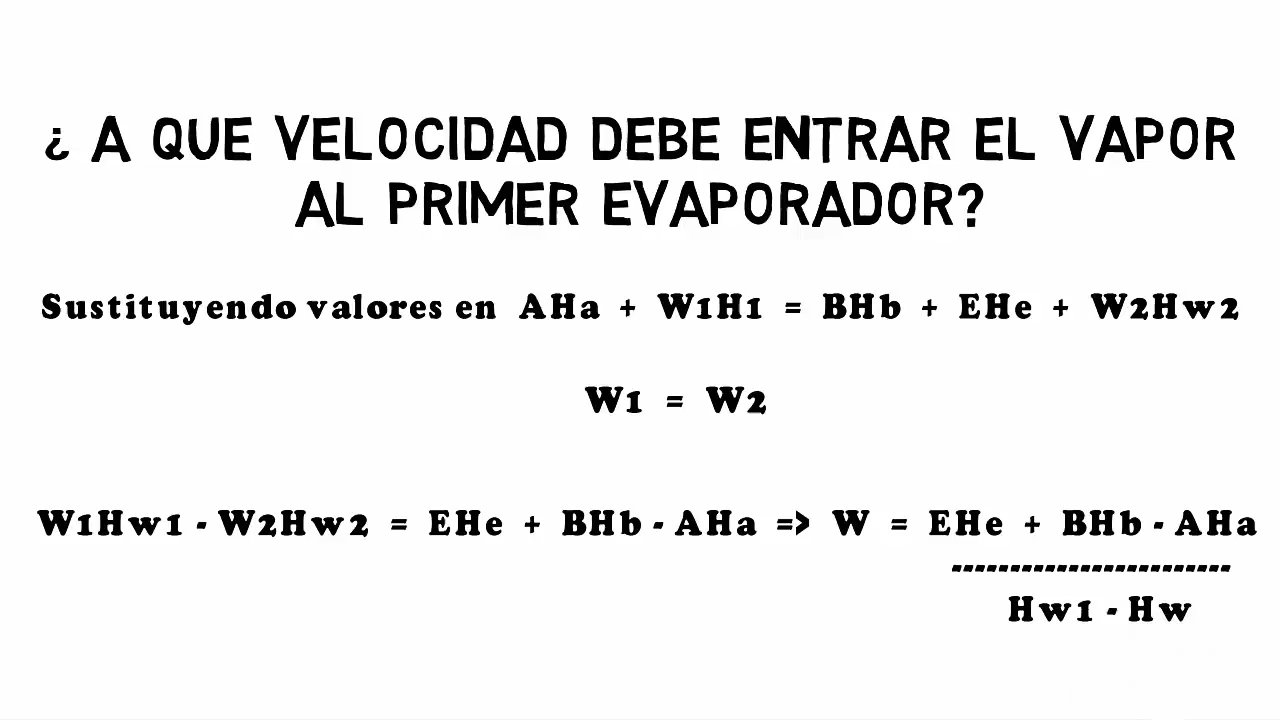 ¿ A QUE VELOCIDAD DEBE ENTRAR EL VAPOR
AL PRIMER EVAPORADOR?
Sustituyendo valores en AHa + W1H1 = BHb + EHe + W2Hw2
W1 = W2
W1Hw1 - W2Hw2 = EHe + BHb - AHa => W = EHe + BHb - AHa
------------------------
Hw1 - Hw